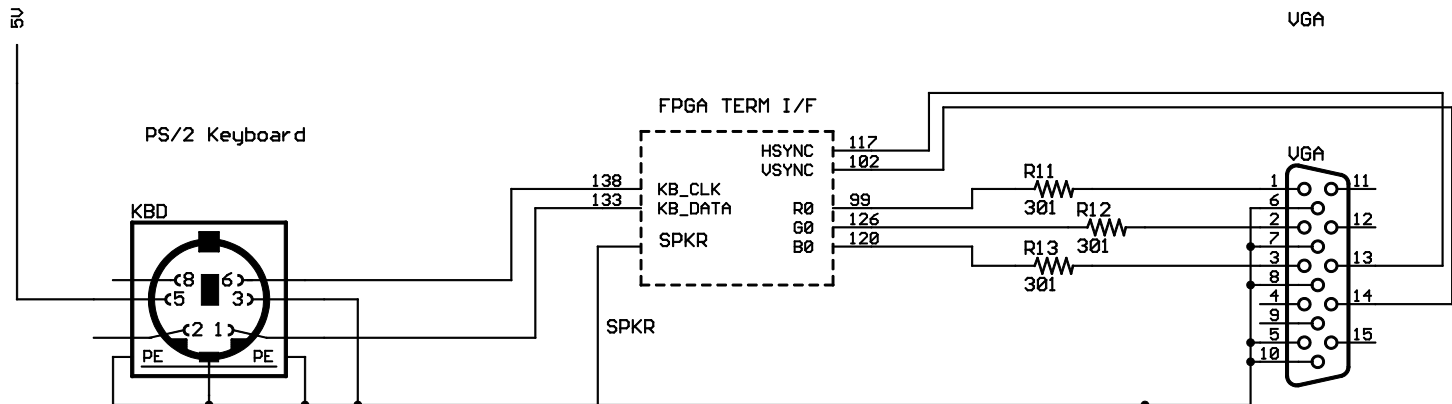 5V
VGA
FPGA TERM I/F
PS/2 Keyboard
HSYNC 117
VSYNC 102
138 KB_CLK
133 KB_DATA
R0 99
G0 126
B0 120
SPKR
SPKR
R11
301
R12
301
R13
301
KBD
8 6
5 3
2 1
PE PE
VGA
1 11
6
2 12
7
3 13
8
4 14
9
5 15
10